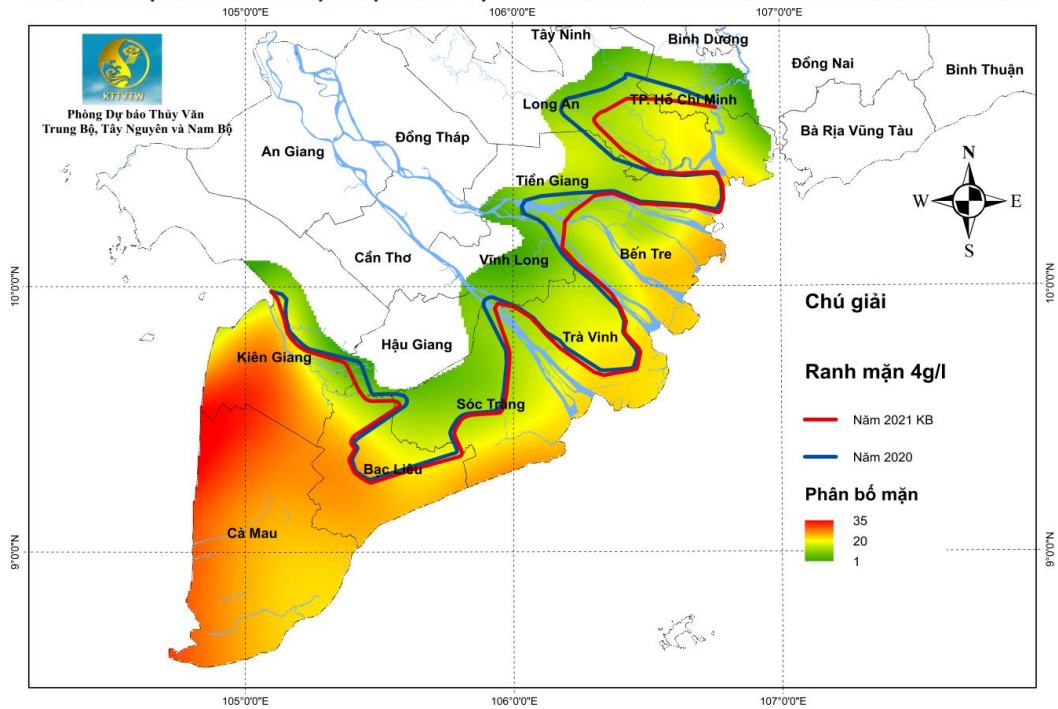 105°0'0"E 106°0'0"E 107°0'0"E
KTTVTW
Phòng Dự báo Thủy Văn
Trung Bộ, Tây Nguyên và Nam Bộ
Tây Ninh
Bình Dương
Đồng Nai
Bình Thuận
Long An
TP. Hồ Chí Minh
Bà Rịa Vũng Tàu
Đồng Tháp
An Giang
Tiền Giang
N
W E
S
Cần Thơ
Vĩnh Long
Bến Tre
10°0'0"N
10°0'0"N
Chú giải
Hậu Giang
Trà Vinh
Kiên Giang
Ranh mặn 4g/l
Sóc Trăng
Năm 2021 KB
Năm 2020
Bạc Liêu
Phân bố mặn
35
20
1
Cà Mau
9°0'0"N
9°0'0"N
105°0'0"E 106°0'0"E 107°0'0"E